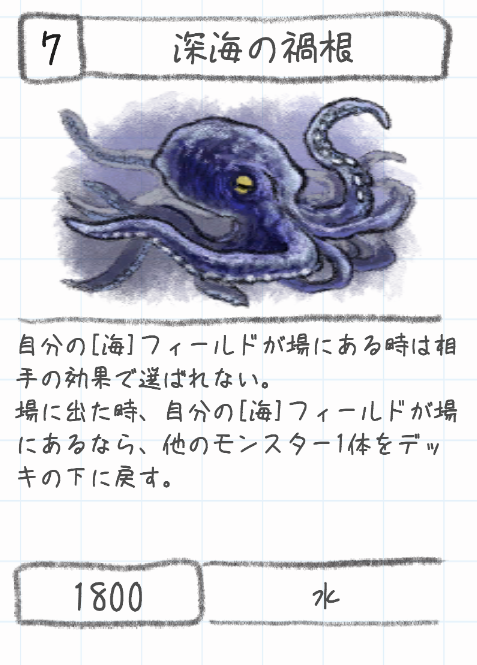 7
深海の禍根
自分の[海]フィールドが場にある時は相
手の効果で選ばれない。
場に出た時、自分の[海]フィールドが場
にあるなら、他のモンスター1体をデッ
キの下に戻す。
1800
水